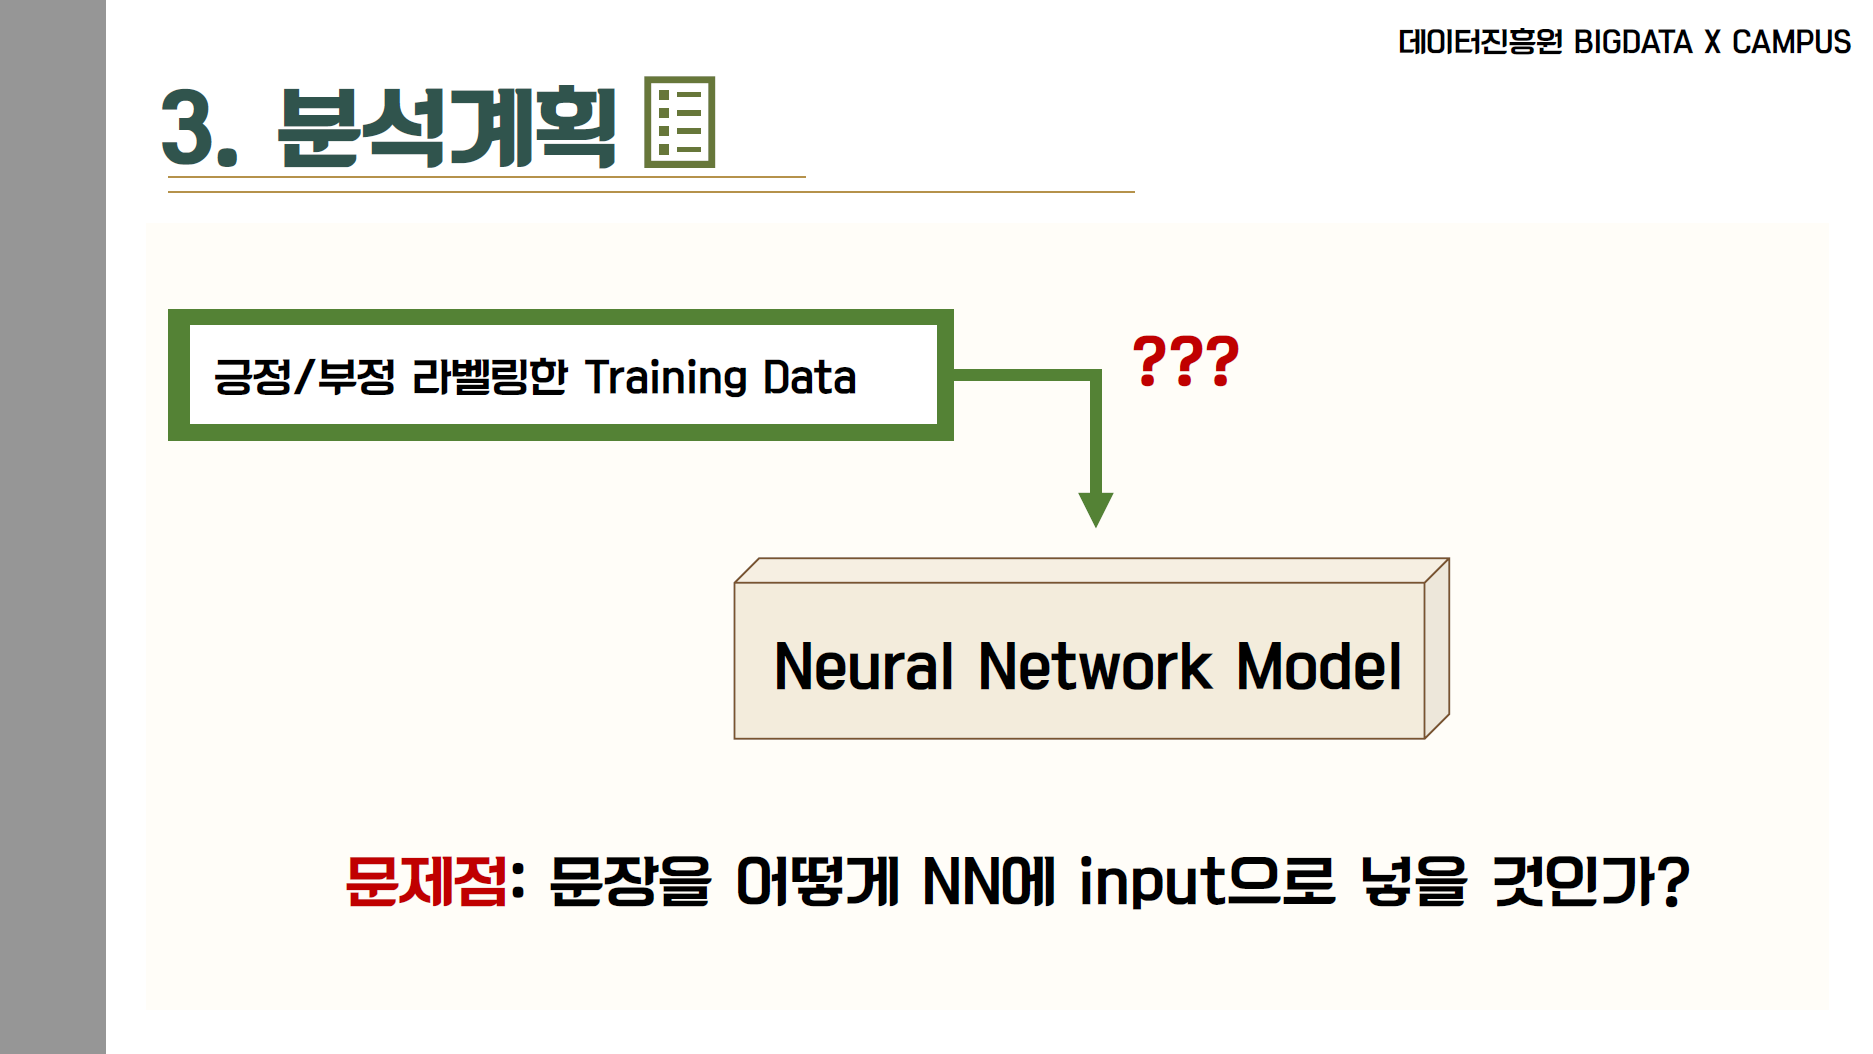 데이터진흥원 BIGDATA X CAMPUS
3. 분석계획
긍정/부정 라벨링한 Training Data
???
Neural Network Model
문제점: 문장을 어떻게 NN에 input으로 넣을 것인가?